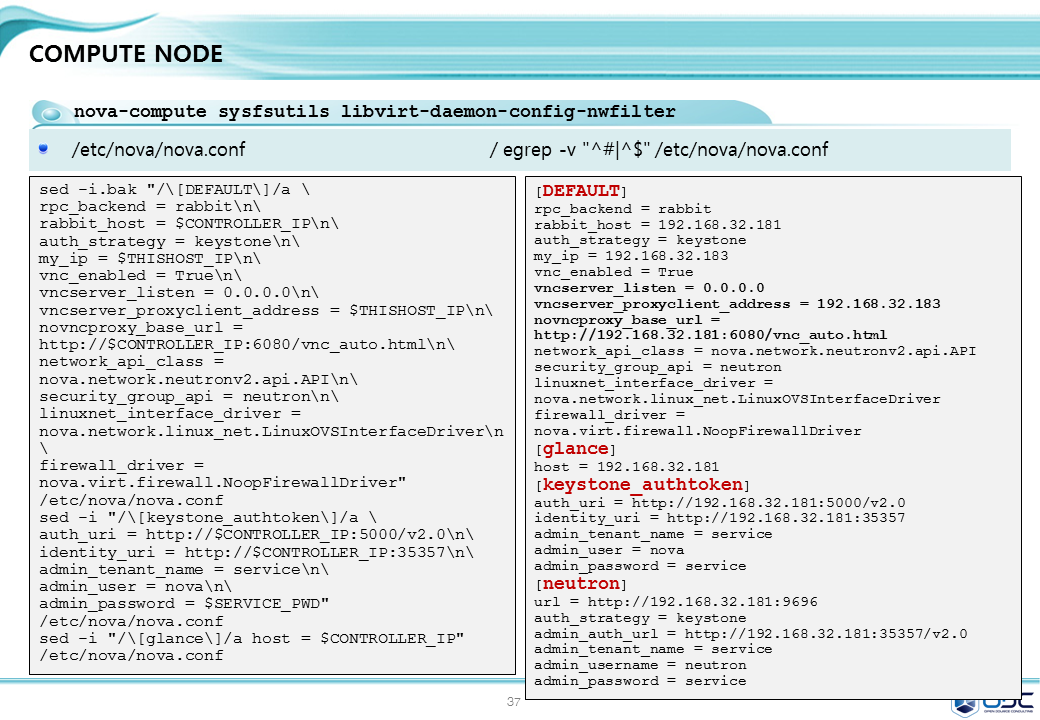 COMPUTE NODE
nova-compute sysfsutils libvirt-daemon-config-nwfilter
/etc/nova/nova.conf / egrep -v "^#|^$" /etc/nova/nova.conf
sed -i.bak "/\[DEFAULT\]/a \
rpc_backend = rabbit\n\
rabbit_host = $CONTROLLER_IP\n\
auth_strategy = keystone\n\
my_ip = $THISHOST_IP\n\
vnc_enabled = True\n\
vncserver_listen = 0.0.0.0\n\
vncserver_proxyclient_address = $THISHOST_IP\n\
novncproxy_base_url =
http://$CONTROLLER_IP:6080/vnc_auto.html\n\
network_api_class =
nova.network.neutronv2.api.API\n\
security_group_api = neutron\n\
linuxnet_interface_driver =
nova.network.linux_net.LinuxOVSInterfaceDriver\n
\
firewall_driver =
nova.virt.firewall.NoopFirewallDriver"
/etc/nova/nova.conf
sed -i "/\[keystone_authtoken\]/a \
auth_uri = http://$CONTROLLER_IP:5000/v2.0\n\
identity_uri = http://$CONTROLLER_IP:35357\n\
admin_tenant_name = service\n\
admin_user = nova\n\
admin_password = $SERVICE_PWD"
/etc/nova/nova.conf
sed -i "/\[glance\]/a host = $CONTROLLER_IP"
/etc/nova/nova.conf
[DEFAULT]
rpc_backend = rabbit
rabbit_host = 192.168.32.181
auth_strategy = keystone
my_ip = 192.168.32.183
vnc_enabled = True
vncserver_listen = 0.0.0.0
vncserver_proxyclient_address = 192.168.32.183
novncproxy_base_url =
http://192.168.32.181:6080/vnc_auto.html
network_api_class = nova.network.neutronv2.api.API
security_group_api = neutron
linuxnet_interface_driver =
nova.network.linux_net.LinuxOVSInterfaceDriver
firewall_driver =
nova.virt.firewall.NoopFirewallDriver
[glance]
host = 192.168.32.181
[keystone_authtoken]
auth_uri = http://192.168.32.181:5000/v2.0
identity_uri = http://192.168.32.181:35357
admin_tenant_name = service
admin_user = nova
admin_password = service
[neutron]
url = http://192.168.32.181:9696
auth_strategy = keystone
admin_auth_url = http://192.168.32.181:35357/v2.0
admin_tenant_name = service
admin_username = neutron
admin_password = service
37
OPEN SOURCE CONSULTING